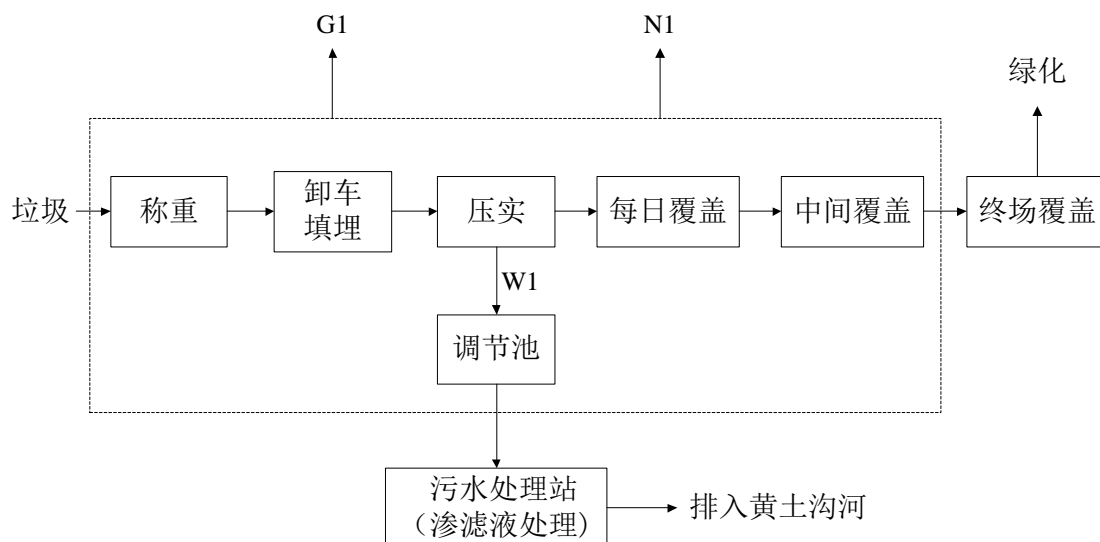 G1
N1
绿化
垃圾
称重
卸车
填埋
压实
每日覆盖
中间覆盖
终场覆盖
W1
调节池
污水处理站
（渗滤液处理)
排入黄土沟河